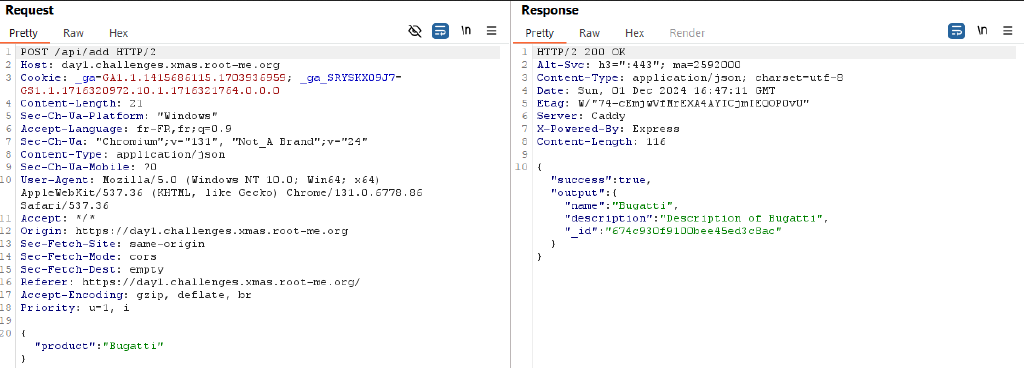 Request
Pretty Raw Hex
\n
1 POST /api/add HTTP/2
2 Host: day1.challenges.xmas.root-me.org
3 Cookie: _ga=GA1.1.1415686115.1703936959; _ga_SRYSKX09J7=
GS1.1.1716320972.10.1.1716321764.0.0.0
4 Content-Length: 21
5 Sec-Ch-Ua-Platform: "Windows"
6 Accept-Language: fr-FR,fr;q=0.9
7 Sec-Ch-Ua: "Chromium";v="131", "Not_A Brand";v="24"
8 Content-Type: application/json
9 Sec-Ch-Ua-Mobile: ?0
10 User-Agent: Mozilla/5.0 (Windows NT 10.0; Win64; x64)
AppleWebKit/537.36 (KHTML, like Gecko) Chrome/131.0.6778.86
Safari/537.36
11 Accept: */*
12 Origin: https://day1.challenges.xmas.root-me.org
13 Sec-Fetch-Site: same-origin
14 Sec-Fetch-Mode: cors
15 Sec-Fetch-Dest: empty
16 Referer: https://day1.challenges.xmas.root-me.org/
17 Accept-Encoding: gzip, deflate, br
18 Priority: u=1, i
19
20 {
"product":"Bugatti"
}
Response
Pretty Raw Hex Render
\n
1 HTTP/2 200 OK
2 Alt-Svc: h3=":443"; ma=2592000
3 Content-Type: application/json; charset=utf-8
4 Date: Sun, 01 Dec 2024 16:47:11 GMT
5 Etag:
6 Server: Caddy
7 X-Powered-By: Express
8 Content-Length: 116
9
10 {
"success":true,
"output":{
"name":"Bugatti",
"description":"Description of Bugatti",
"_id":"674c930f9100bee45ed3c8ac"
}
}